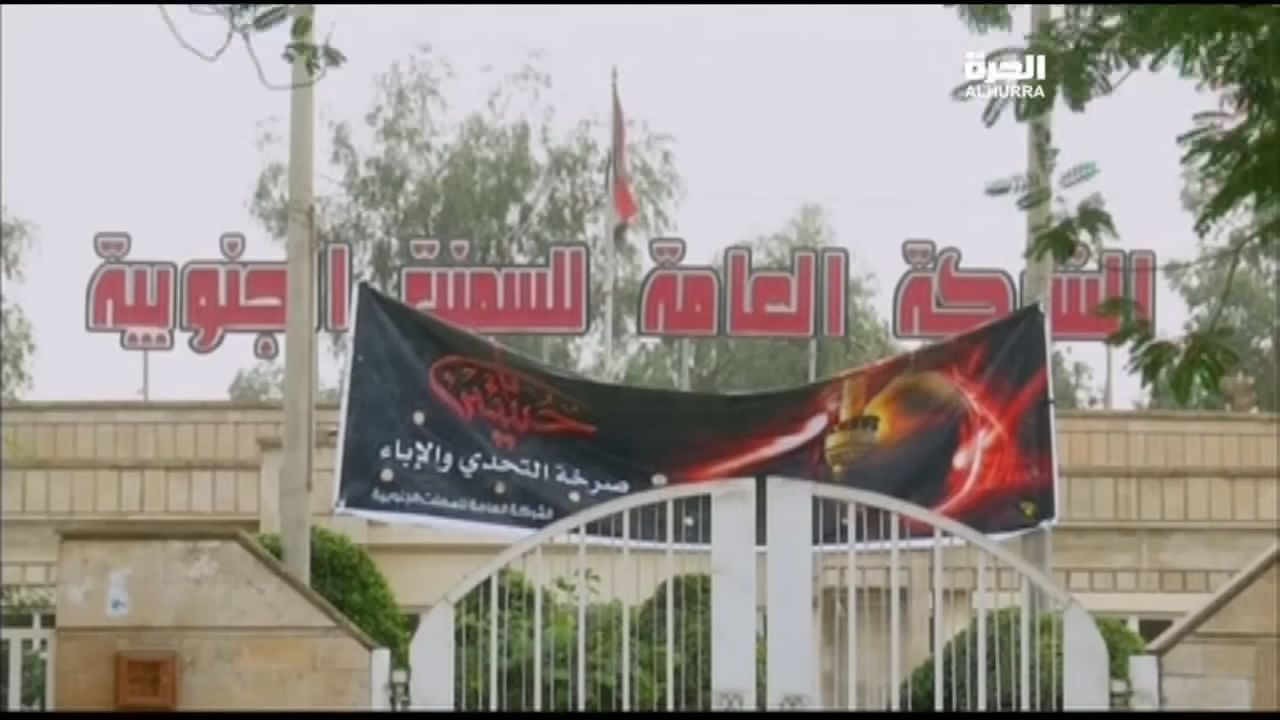 الحرة
ALHURRA
الشركة العامة للسمنت الجنوبية
صرخة التحدي والإباء
الشركة العامة للسمنت الجنوبية